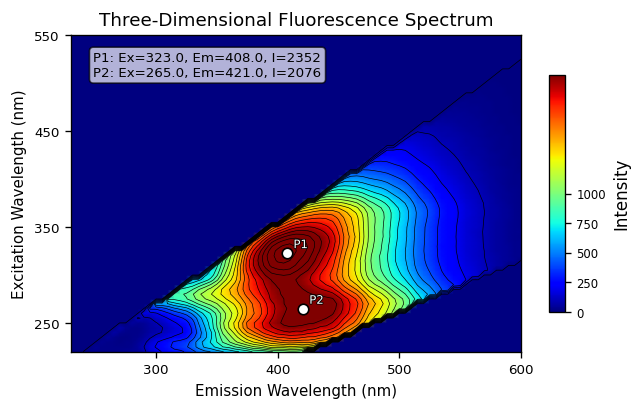 Three-Dimensional Fluorescence Spectrum
P1: Ex=323.0, Em=408.0, I=2352
P2: Ex=265.0, Em=421.0, I=2076
550
450
350
250
Excitation Wavelength (nm)
P1
P2
300
400
500
600
Emission Wavelength (nm)
1000
750
500
250
0
Intensity